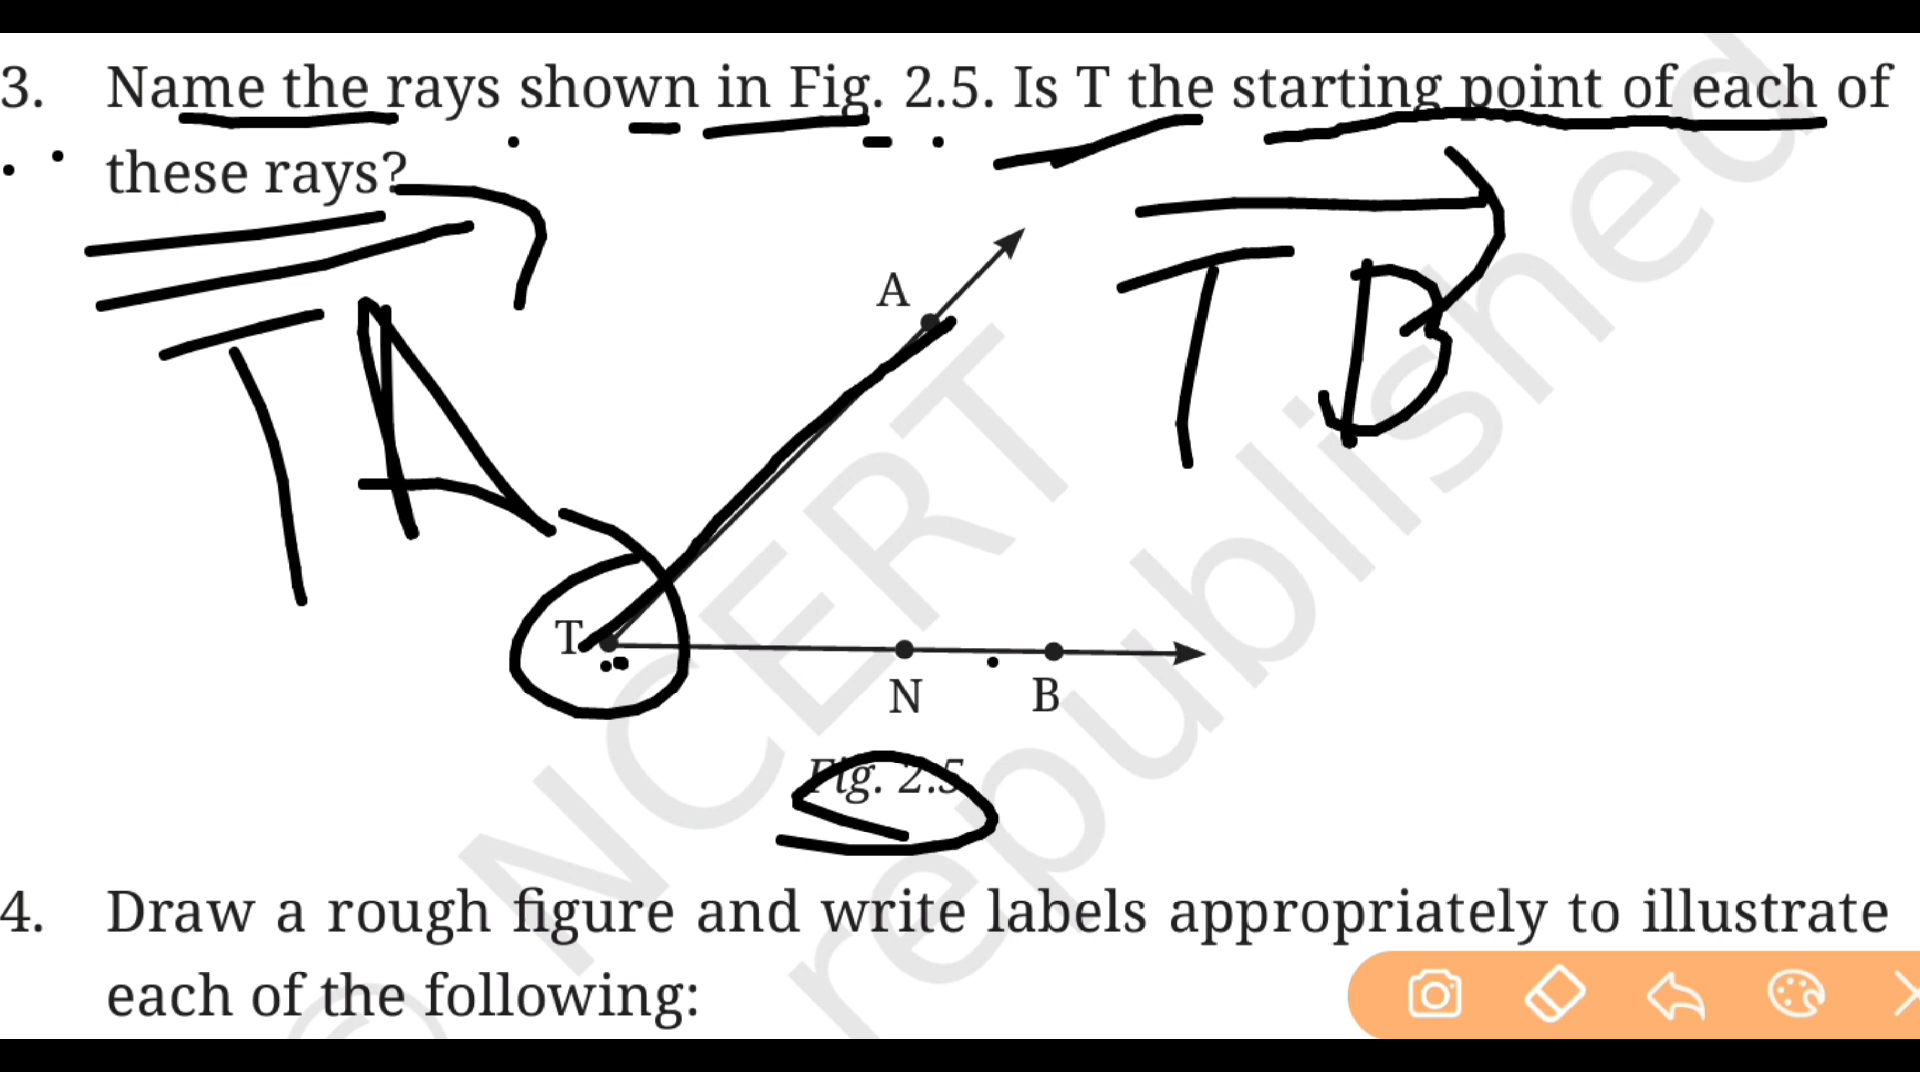 3. Name the rays shown in Fig. 2.5. Is T the starting point of each of
these rays?
TA
TB
A
T
N
B
Fig. 2.5
4. Draw a rough figure and write labels appropriately to illustrate
each of the following:
© NCERT
republished